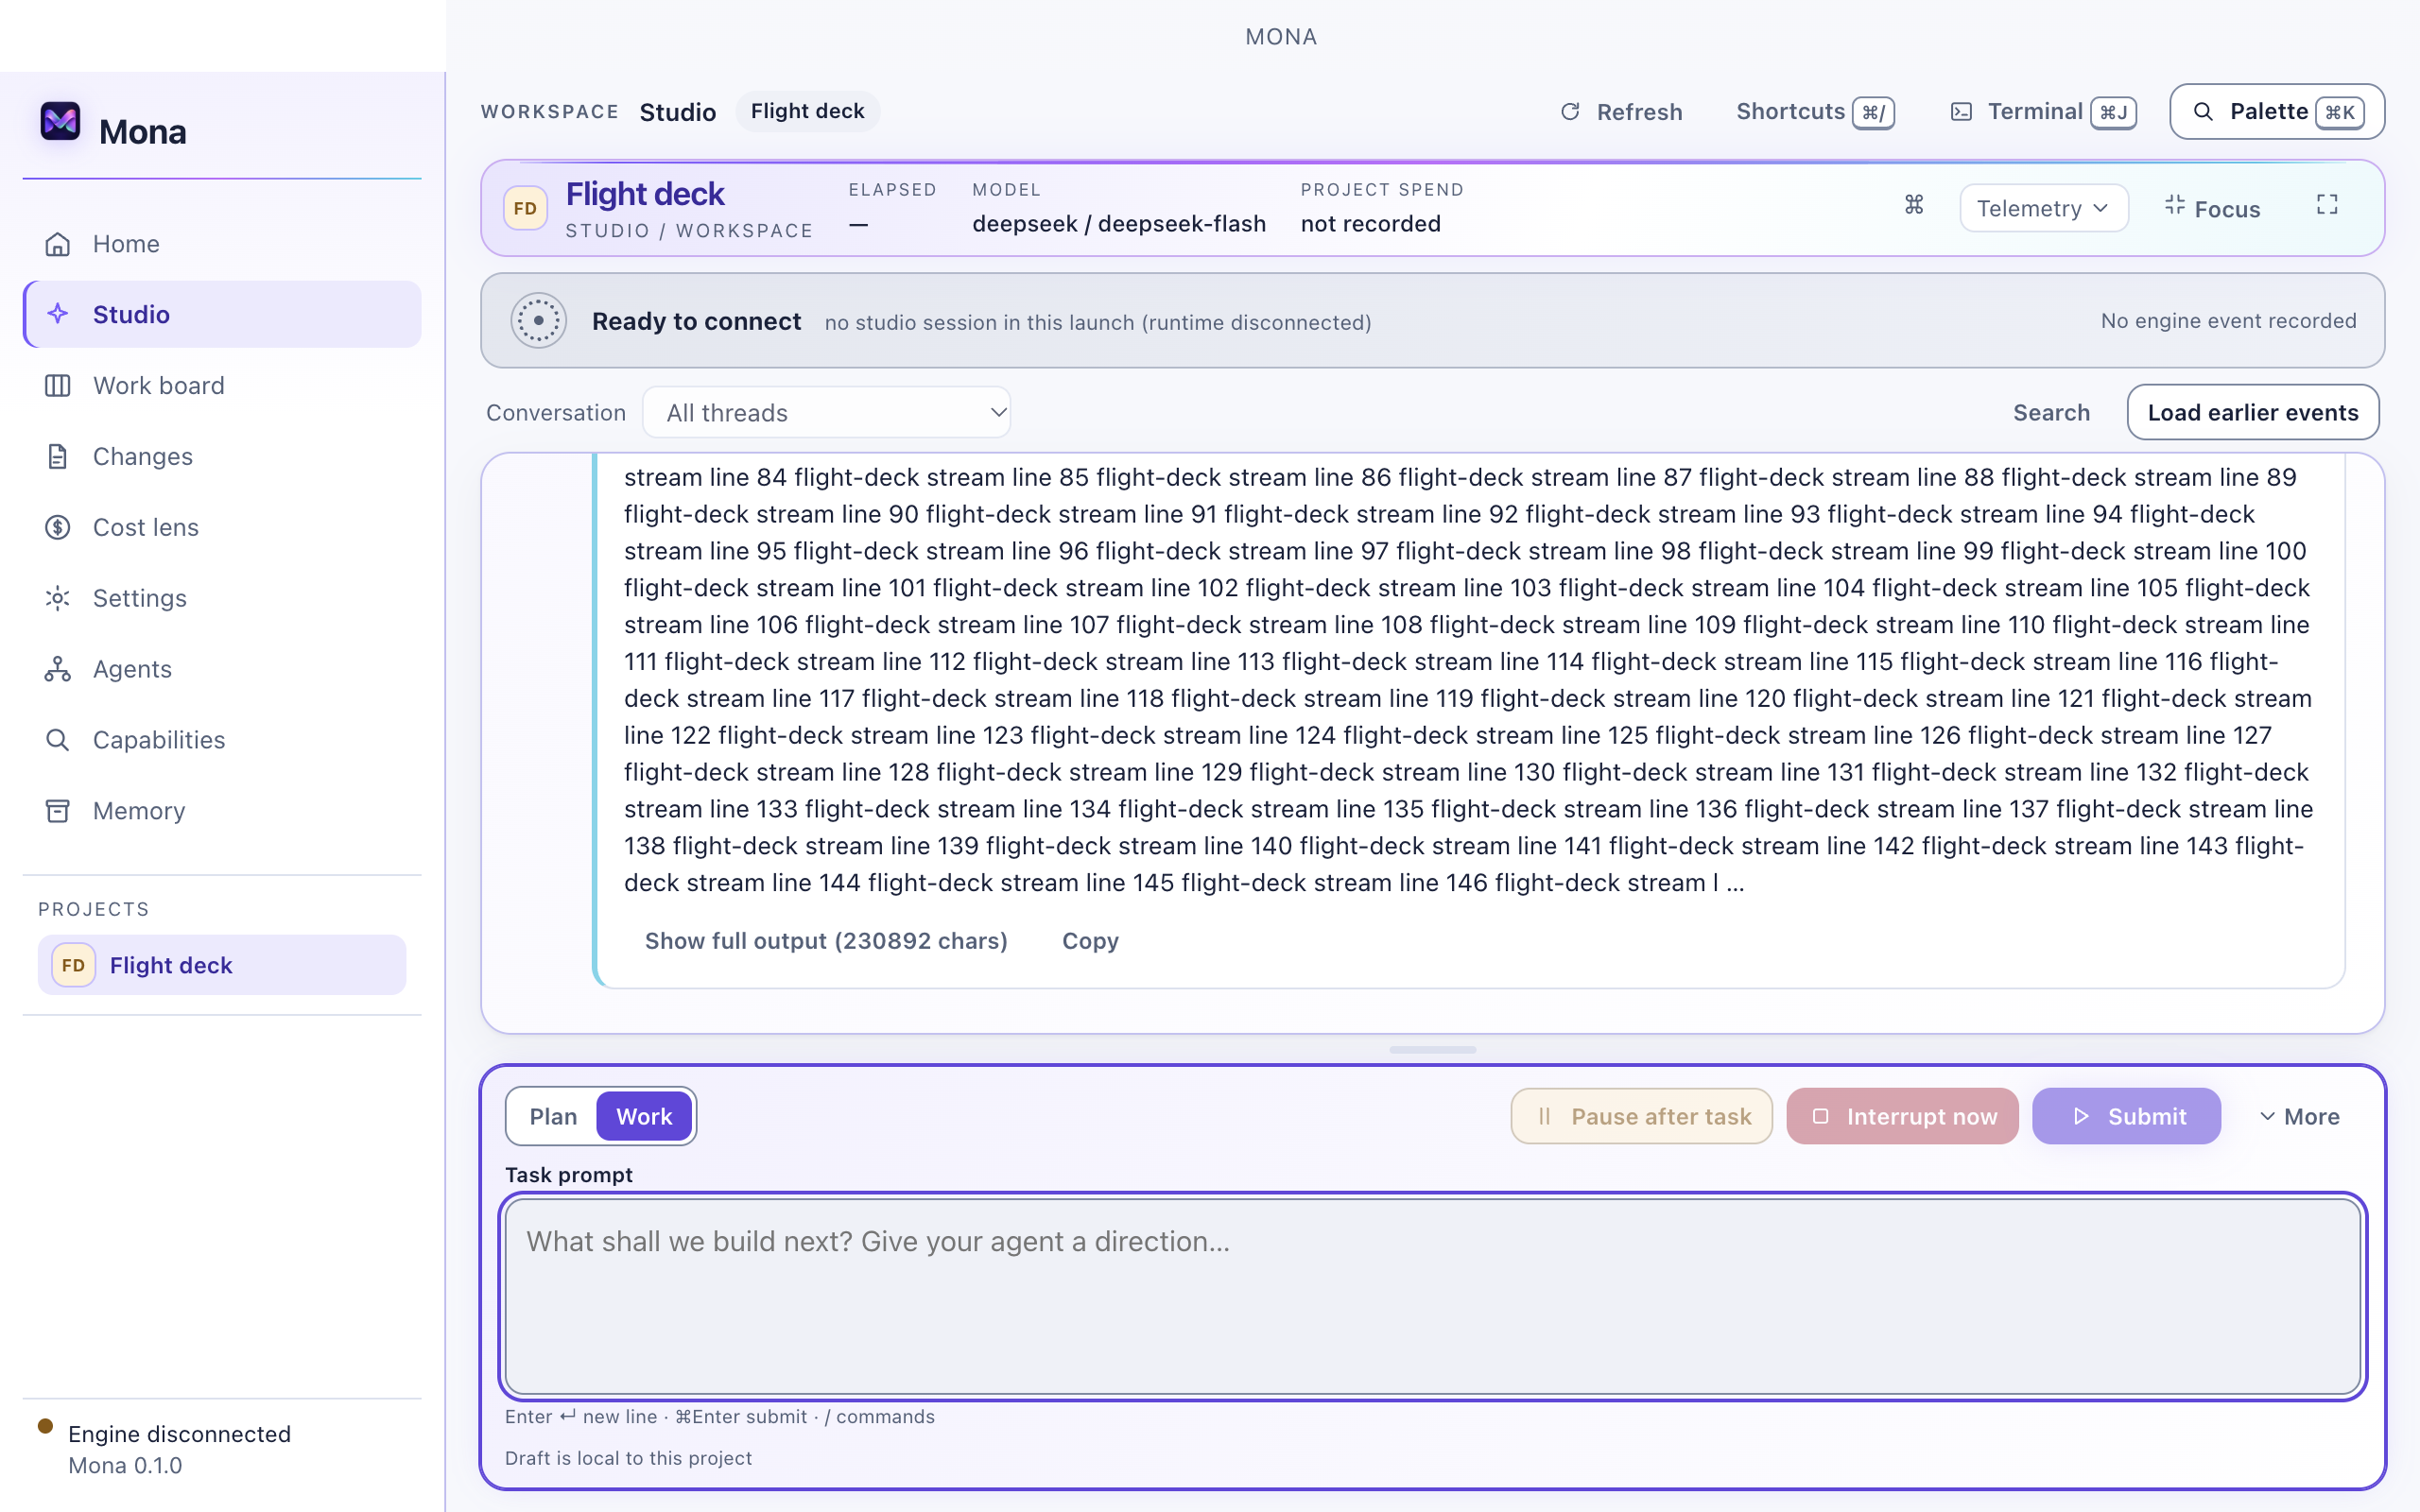 MONA
Mona
Home
Studio
Work board
Changes
Cost lens
Settings
Agents
Capabilities
Memory
PROJECTS
FD Flight deck
Engine disconnected
Mona 0.1.0
WORKSPACE Studio Flight deck
Refresh Shortcuts ⌘/ Terminal ⌘J Palette ⌘K
FD Flight deck
STUDIO / WORKSPACE
ELAPSED
—
MODEL
deepseek / deepseek-flash
PROJECT SPEND
not recorded
⌘ Telemetry Focus
Ready to connect no studio session in this launch (runtime disconnected) No engine event recorded
Conversation All threads Search Load earlier events
stream line 84 flight-deck stream line 85 flight-deck stream line 86 flight-deck stream line 87 flight-deck stream line 88 flight-deck stream line 89
flight-deck stream line 90 flight-deck stream line 91 flight-deck stream line 92 flight-deck stream line 93 flight-deck stream line 94 flight-deck
stream line 95 flight-deck stream line 96 flight-deck stream line 97 flight-deck stream line 98 flight-deck stream line 99 flight-deck stream line 100
flight-deck stream line 101 flight-deck stream line 102 flight-deck stream line 103 flight-deck stream line 104 flight-deck stream line 105 flight-deck
stream line 106 flight-deck stream line 107 flight-deck stream line 108 flight-deck stream line 109 flight-deck stream line 110 flight-deck stream line
111 flight-deck stream line 112 flight-deck stream line 113 flight-deck stream line 114 flight-deck stream line 115 flight-deck stream line 116 flight-
deck stream line 117 flight-deck stream line 118 flight-deck stream line 119 flight-deck stream line 120 flight-deck stream line 121 flight-deck stream
line 122 flight-deck stream line 123 flight-deck stream line 124 flight-deck stream line 125 flight-deck stream line 126 flight-deck stream line 127
flight-deck stream line 128 flight-deck stream line 129 flight-deck stream line 130 flight-deck stream line 131 flight-deck stream line 132 flight-deck
stream line 133 flight-deck stream line 134 flight-deck stream line 135 flight-deck stream line 136 flight-deck stream line 137 flight-deck stream line
138 flight-deck stream line 139 flight-deck stream line 140 flight-deck stream line 141 flight-deck stream line 142 flight-deck stream line 143 flight-
deck stream line 144 flight-deck stream line 145 flight-deck stream line 146 flight-deck stream l ...
Show full output (230892 chars) Copy
Plan Work Pause after task Interrupt now Submit More
Task prompt
What shall we build next? Give your agent a direction...
Enter ↵ new line · ⌘Enter submit · / commands
Draft is local to this project